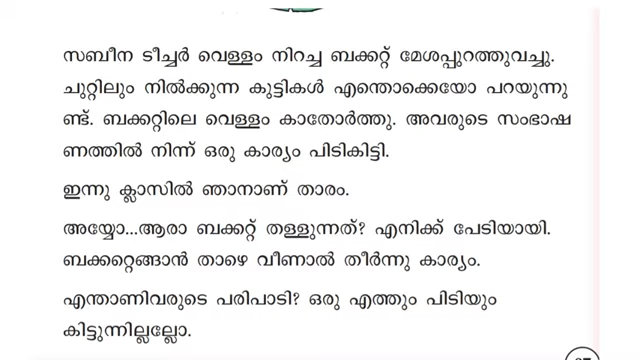 സബീന ടീച്ചർ വെള്ളം നിറച്ച ബക്കറ്റ് മേശപ്പുറത്തുവച്ചു.
ചുറ്റിലും നിൽക്കുന്ന കുട്ടികൾ എന്തൊക്കെയോ പറയുന്നു
ണ്ട്. ബക്കറ്റിലെ വെള്ളം കാതോർത്തു. അവരുടെ സംഭാഷ
ണത്തിൽ നിന്ന് ഒരു കാര്യം പിടികിട്ടി.
ഇന്നു ക്ലാസിൽ ഞാനാണ് താരം.
അയ്യോ...ആരാ ബക്കറ്റ് തള്ളുന്നത്? എനിക്ക് പേടിയായി.
ബക്കറ്റെങ്ങാൻ താഴെ വീണാൽ തീർന്നു കാര്യം.
എന്താണിവരുടെ പരിപാടി? ഒരു എത്തും പിടിയും
കിട്ടുന്നില്ലല്ലോ.